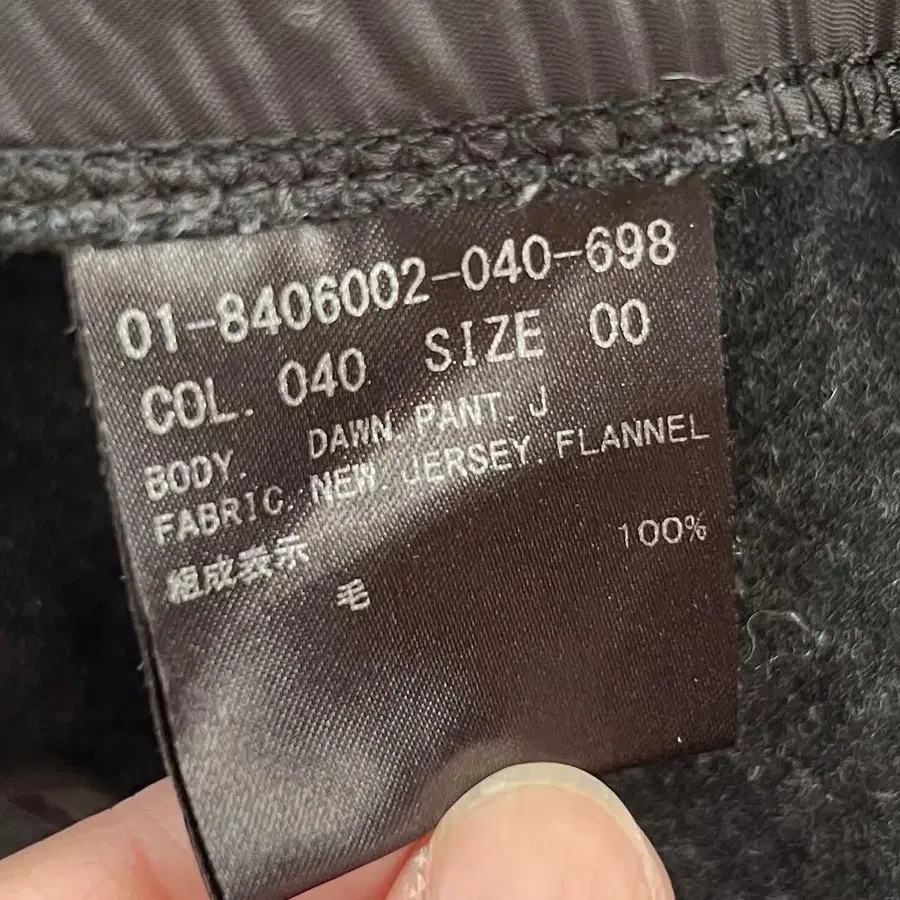 01-8406002-040-698
COL. 040 SIZE 00
BODY. DAWN.PANT.J
FABRIC.NEW.JERSEY.FLANNEL
組成表示
毛 100%